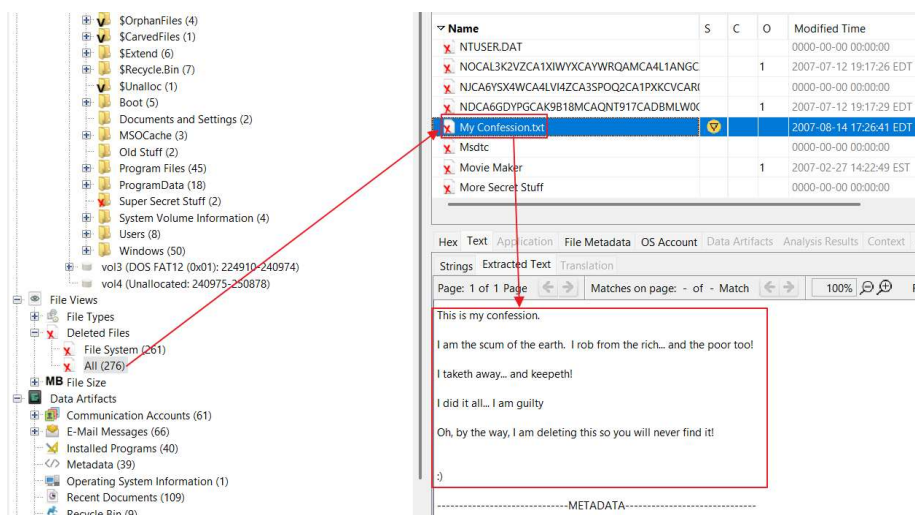 $OrphanFiles (4)
$CarvedFiles (1)
$Extend (6)
$Recycle.Bin (7)
$Unalloc (1)
Boot (5)
Documents and Settings (2)
MSOCache (3)
Old Stuff (2)
Program Files (45)
ProgramData (18)
Super Secret Stuff (2)
System Volume Information (4)
Users (8)
Windows (50)
vol3 (DOS FAT12 (0x01): 224910-240974)
vol4 (Unallocated: 240975-250878)
File Views
File Types
Deleted Files
File System (261)
All (276)
MB File Size
Data Artifacts
Communication Accounts (61)
E-Mail Messages (66)
Installed Programs (40)
Metadata (39)
Operating System Information (1)
Recent Documents (109)
Recycle Bin (9)
Name S C O Modified Time
NTUSER.DAT 0000-00-00 00:00:00
NOCAL3K2VZCA1XIWYXCAYWRQAMCA4L1ANGC 1 2007-07-12 19:17:26 EDT
NJCA6YSX4WCA4LVI4ZCA3SPOQ2CA1PXKCVCAR 0000-00-00 00:00:00
NDCA6GDYPGCAK9B18MCAQNT917CADBMLW0 1 2007-07-12 19:17:29 EDT
My Confession.txt 2007-08-14 17:26:41 EDT
Msdtc 0000-00-00 00:00:00
Movie Maker 1 2007-02-27 14:22:49 EST
More Secret Stuff 0000-00-00 00:00:00
Hex Text Application File Metadata OS Account Data Artifacts Analysis Results Context
Strings Extracted Text Translation
Page: 1 of 1 Page Matches on page: - of - Match 100%
This is my confession.
I am the scum of the earth. I rob from the rich... and the poor too!
I taketh away... and keepeth!
I did it all... I am guilty
Oh, by the way, I am deleting this so you will never find it!
:)
------------------------------METADATA------------------------------